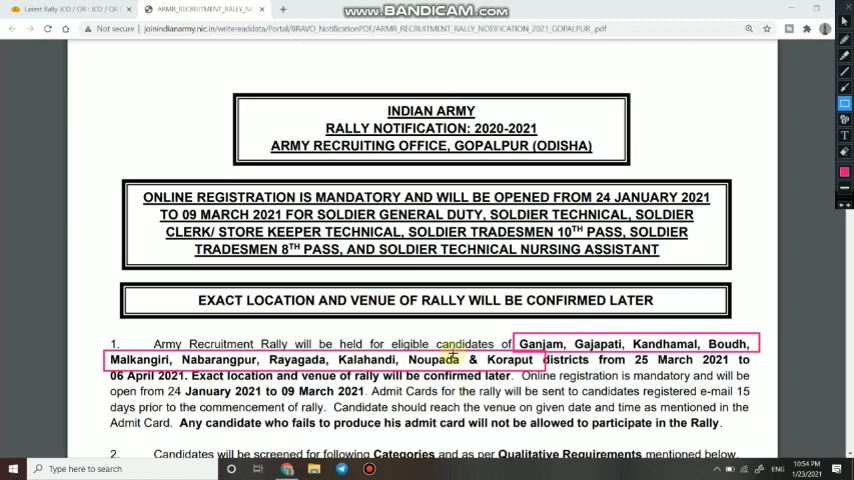 www.BANDICAM.com
Latest Rally JCO / OR : JCO / OR
ARMR_RECRUITMENT_RALLY_NO
Not secure
joinindianarmy.nic.in/writereaddata/Portal/BRAVO_NotificationPDF/ARMR_RECRUITMENT_RALLY_NOTIFICATION_2021_GOPALPUR_.pdf
INDIAN ARMY
RALLY NOTIFICATION: 2020-2021
ARMY RECRUITING OFFICE, GOPALPUR (ODISHA)
ONLINE REGISTRATION IS MANDATORY AND WILL BE OPENED FROM 24 JANUARY 2021
TO 09 MARCH 2021 FOR SOLDIER GENERAL DUTY, SOLDIER TECHNICAL, SOLDIER
CLERK/ STORE KEEPER TECHNICAL, SOLDIER TRADESMEN 10TH PASS, SOLDIER
TRADESMEN 8TH PASS, AND SOLDIER TECHNICAL NURSING ASSISTANT
EXACT LOCATION AND VENUE OF RALLY WILL BE CONFIRMED LATER
1. Army Recruitment Rally will be held for eligible candidates of Ganjam, Gajapati, Kandhamal, Boudh,
Malkangiri, Nabarangpur, Rayagada, Kalahandi, Noupada & Koraput districts from 25 March 2021 to
06 April 2021. Exact location and venue of rally will be confirmed later. Online registration is mandatory and will be
open from 24 January 2021 to 09 March 2021. Admit Cards for the rally will be sent to candidates registered e-mail 15
days prior to the commencement of rally. Candidate should reach the venue on given date and time as mentioned in the
Admit Card. Any candidate who fails to produce his admit card will not be allowed to participate in the Rally.
2. Candidates will be screened for following Categories and as per Qualitative Requirements mentioned below.
Type here to search
10:54 PM
1/23/2021